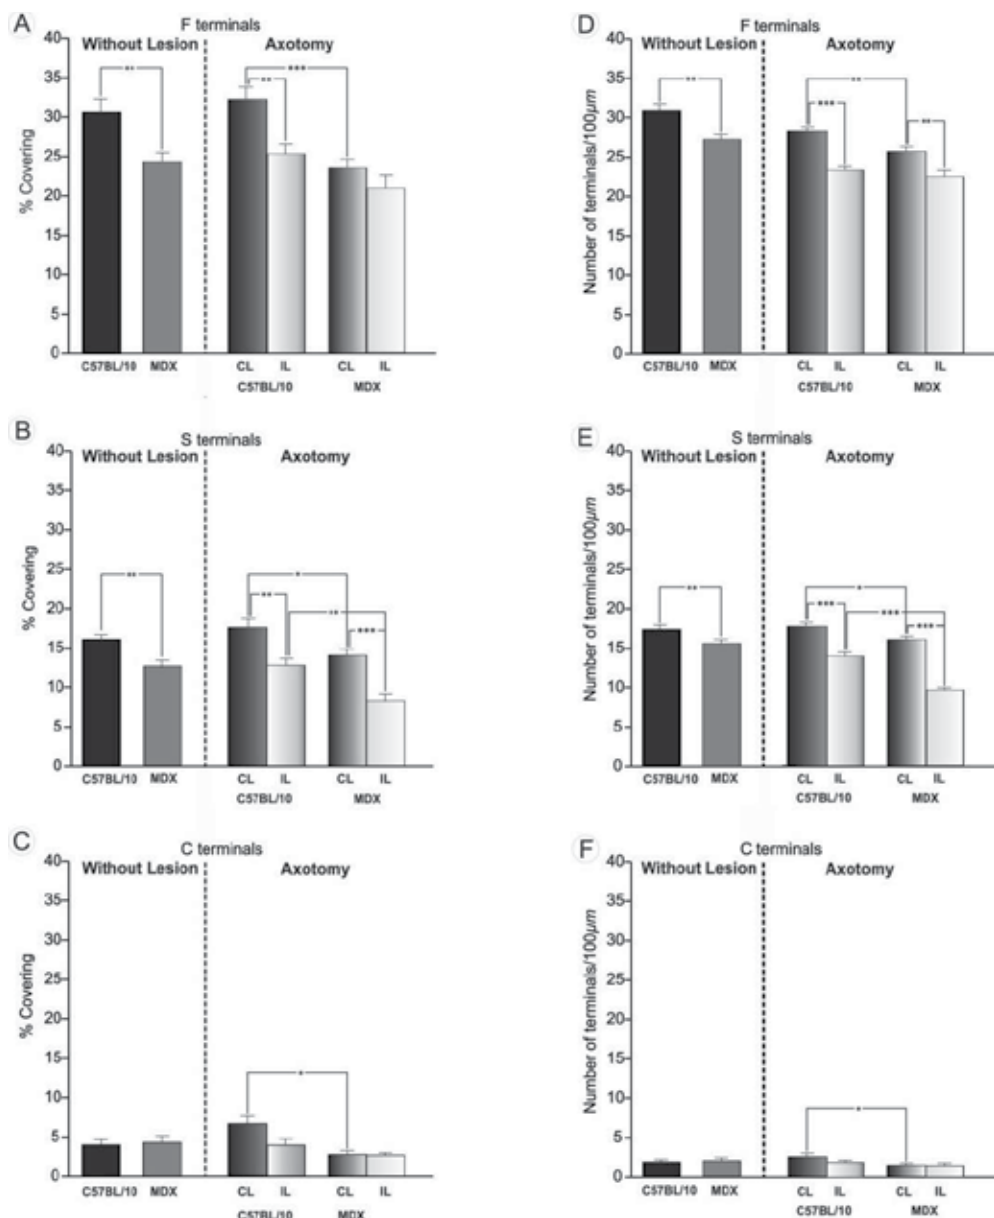 A
F terminals
Without Lesion
Axotomy
% Covering
40
35
30
25
20
15
10
5
0
**
***
**
C57BL/10 MDX
CL IL CL IL
C57BL/10 MDX
D
F terminals
Without Lesion
Axotomy
Number of terminals/100µm
40
35
30
25
20
15
10
5
0
**
**
***
**
C57BL/10 MDX
CL IL CL IL
C57BL/10 MDX
B
S terminals
Without Lesion
Axotomy
% Covering
40
35
30
25
20
15
10
5
0
**
*
**
**
***
C57BL/10 MDX
CL IL CL IL
C57BL/10 MDX
E
S terminals
Without Lesion
Axotomy
Number of terminals/100µm
40
35
30
25
20
15
10
5
0
**
*
***
***
***
C57BL/10 MDX
CL IL CL IL
C57BL/10 MDX
C
C terminals
Without Lesion
Axotomy
% Covering
40
35
30
25
20
15
10
5
0
*
C57BL/10 MDX
CL IL CL IL
C57BL/10 MDX
F
C terminals
Without Lesion
Axotomy
Number of terminals/100µm
40
35
30
25
20
15
10
5
0
*
C57BL/10 MDX
CL IL CL IL
C57BL/10 MDX